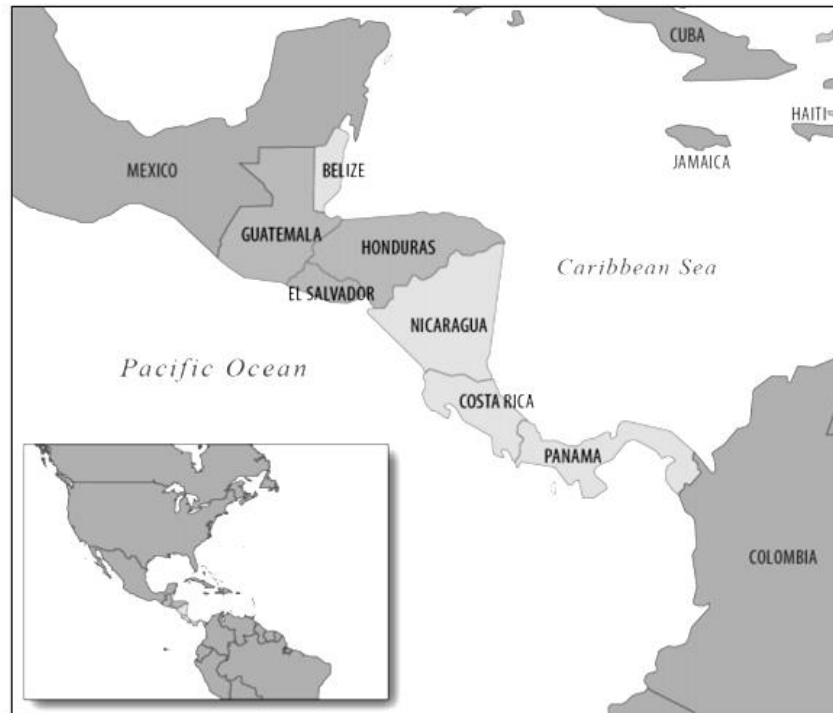 CUBA
HAITI
JAMAICA
MEXICO
BELIZE
GUATEMALA
HONDURAS
Caribbean Sea
EL SALVADOR
NICARAGUA
Pacific Ocean
COSTA RICA
PANAMA
COLOMBIA